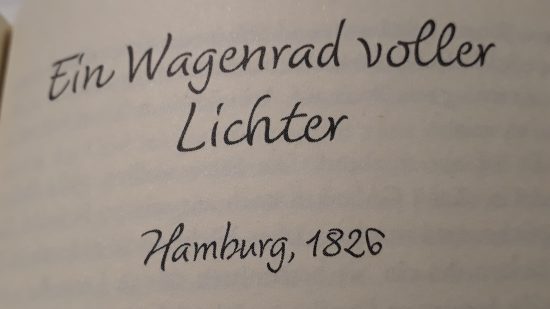 Ein Wagenrad voller
Lichter
Hamburg, 1826